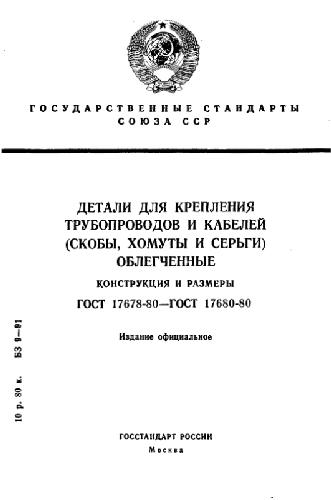 ГОСУДАРСТВЕННЫЕ СТАНДАРТЫ
СОЮЗА ССР
ДЕТАЛИ ДЛЯ КРЕПЛЕНИЯ
ТРУБОПРОВОДОВ И КАБЕЛЕЙ
(СКОБЫ, ХОМУТЫ И СЕРЬГИ)
ОБЛЕГЧЕННЫЕ
КОНСТРУКЦИЯ И РАЗМЕРЫ
ГОСТ 17678-80—ГОСТ 17680-80
Издание официальное
10 р. 80 к. БЗ 9—91
ГОССТАНДАРТ РОССИИ
Москва